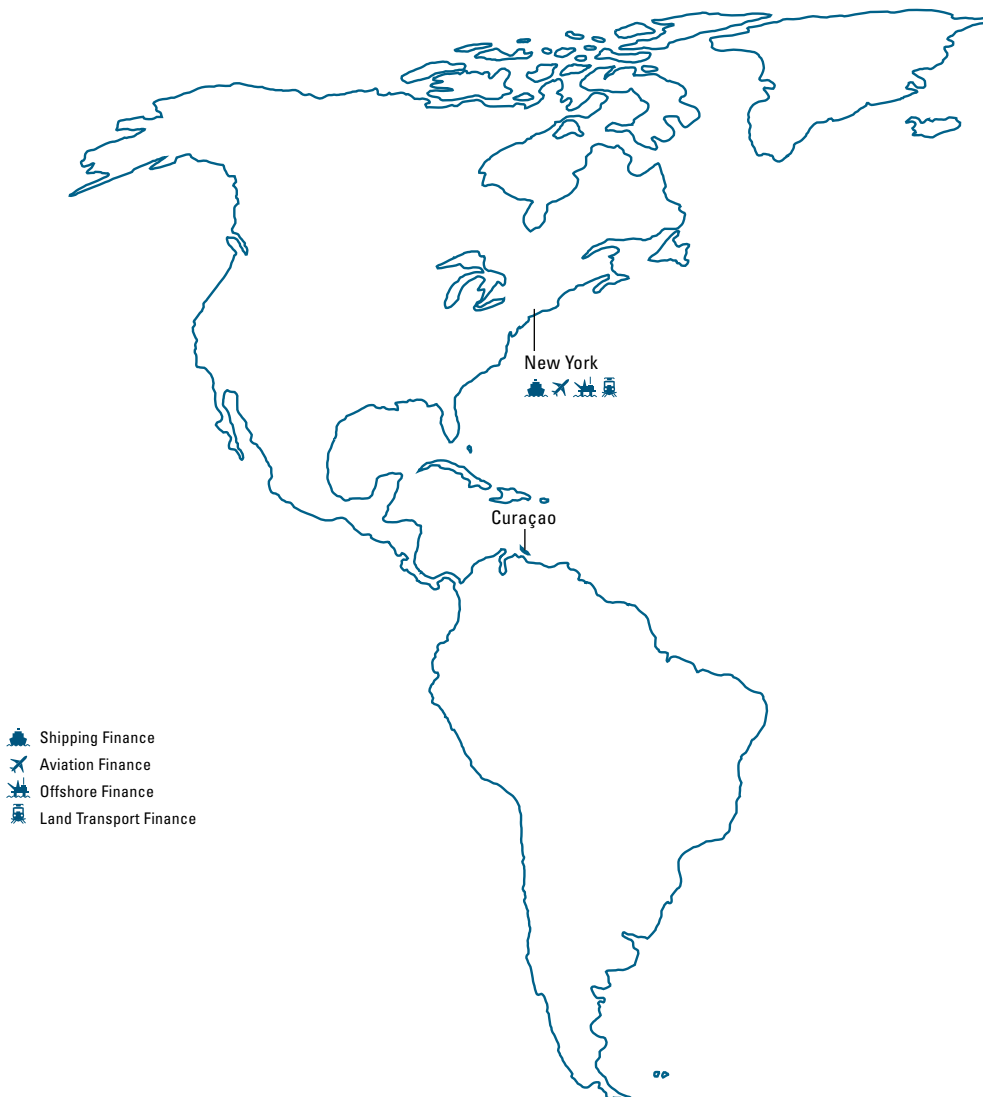 New York
Curaçao
Shipping Finance
Aviation Finance
Offshore Finance
Land Transport Finance